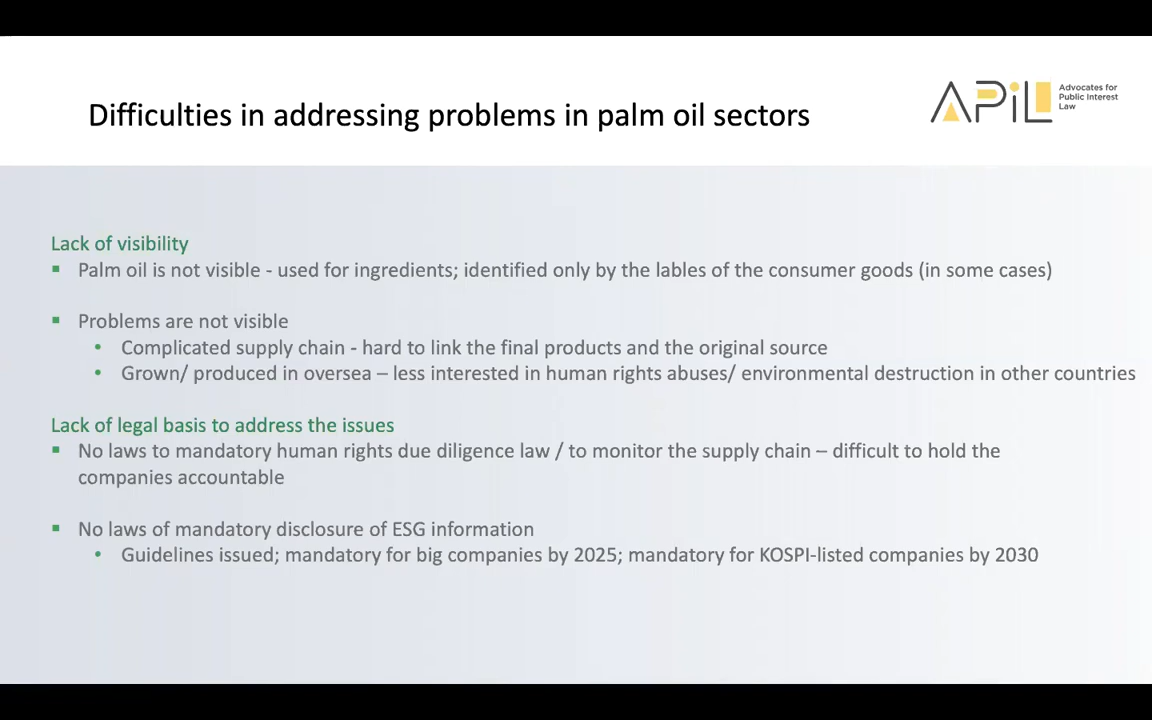 Difficulties in addressing problems in palm oil sectors
APIL
Advocates for
Public Interest
Law
Lack of visibility
▪ Palm oil is not visible - used for ingredients; identified only by the lables of the consumer goods (in some cases)
▪ Problems are not visible
• Complicated supply chain - hard to link the final products and the original source
• Grown/ produced in oversea – less interested in human rights abuses/ environmental destruction in other countries
Lack of legal basis to address the issues
▪ No laws to mandatory human rights due diligence law / to monitor the supply chain – difficult to hold the
companies accountable
▪ No laws of mandatory disclosure of ESG information
• Guidelines issued; mandatory for big companies by 2025; mandatory for KOSPI-listed companies by 2030